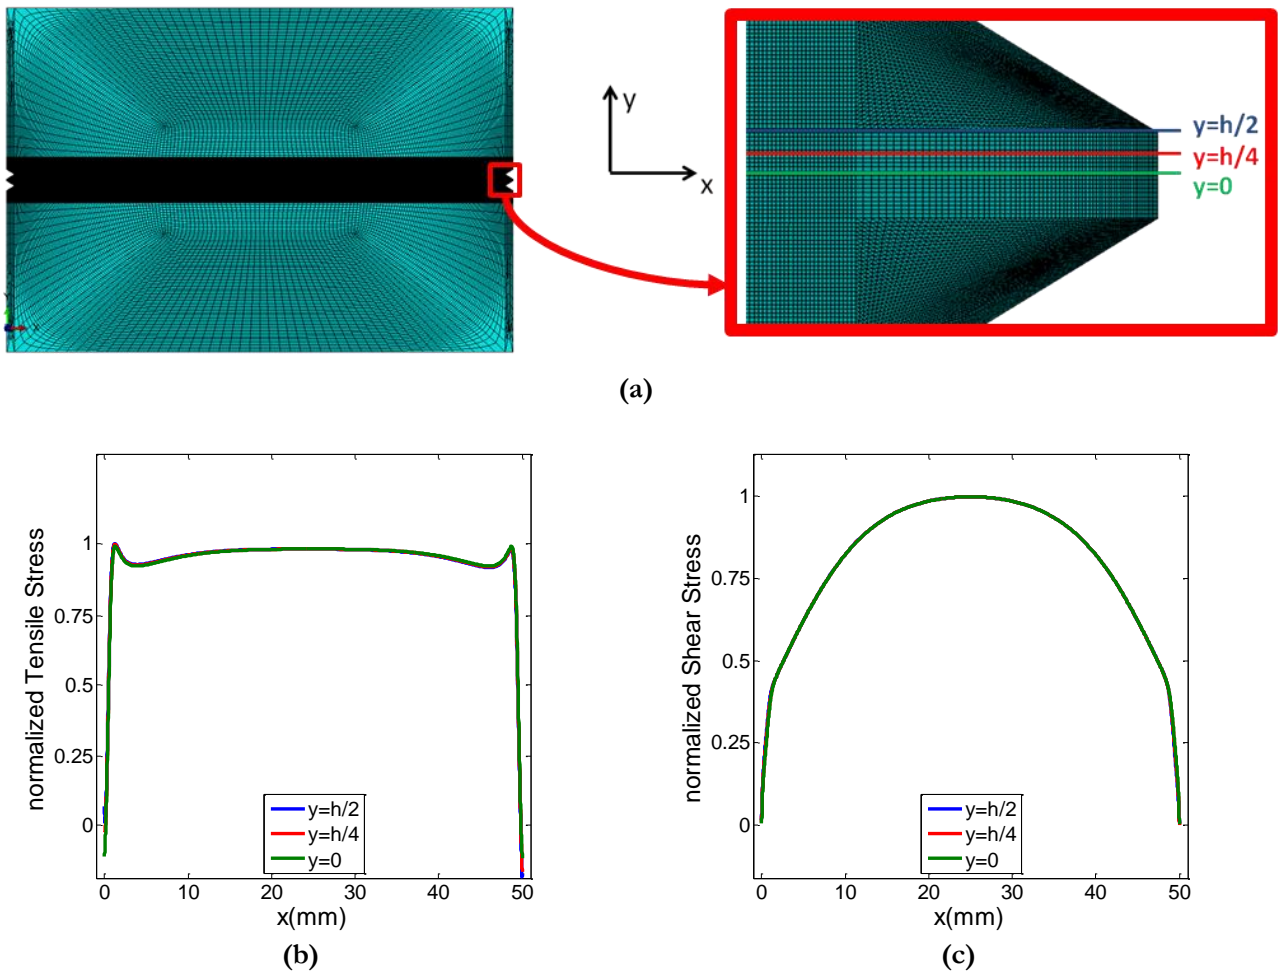 y
x
y=h/2
y=h/4
y=0
x
(a)
normalized Tensile Stress
1
0.75
0.5
0.25
0
y=h/2
y=h/4
y=0
0 10 20 30 40 50
x(mm)
(b)
normalized Shear Stress
1
0.75
0.5
0.25
0
y=h/2
y=h/4
y=0
0 10 20 30 40 50
x(mm)
(c)